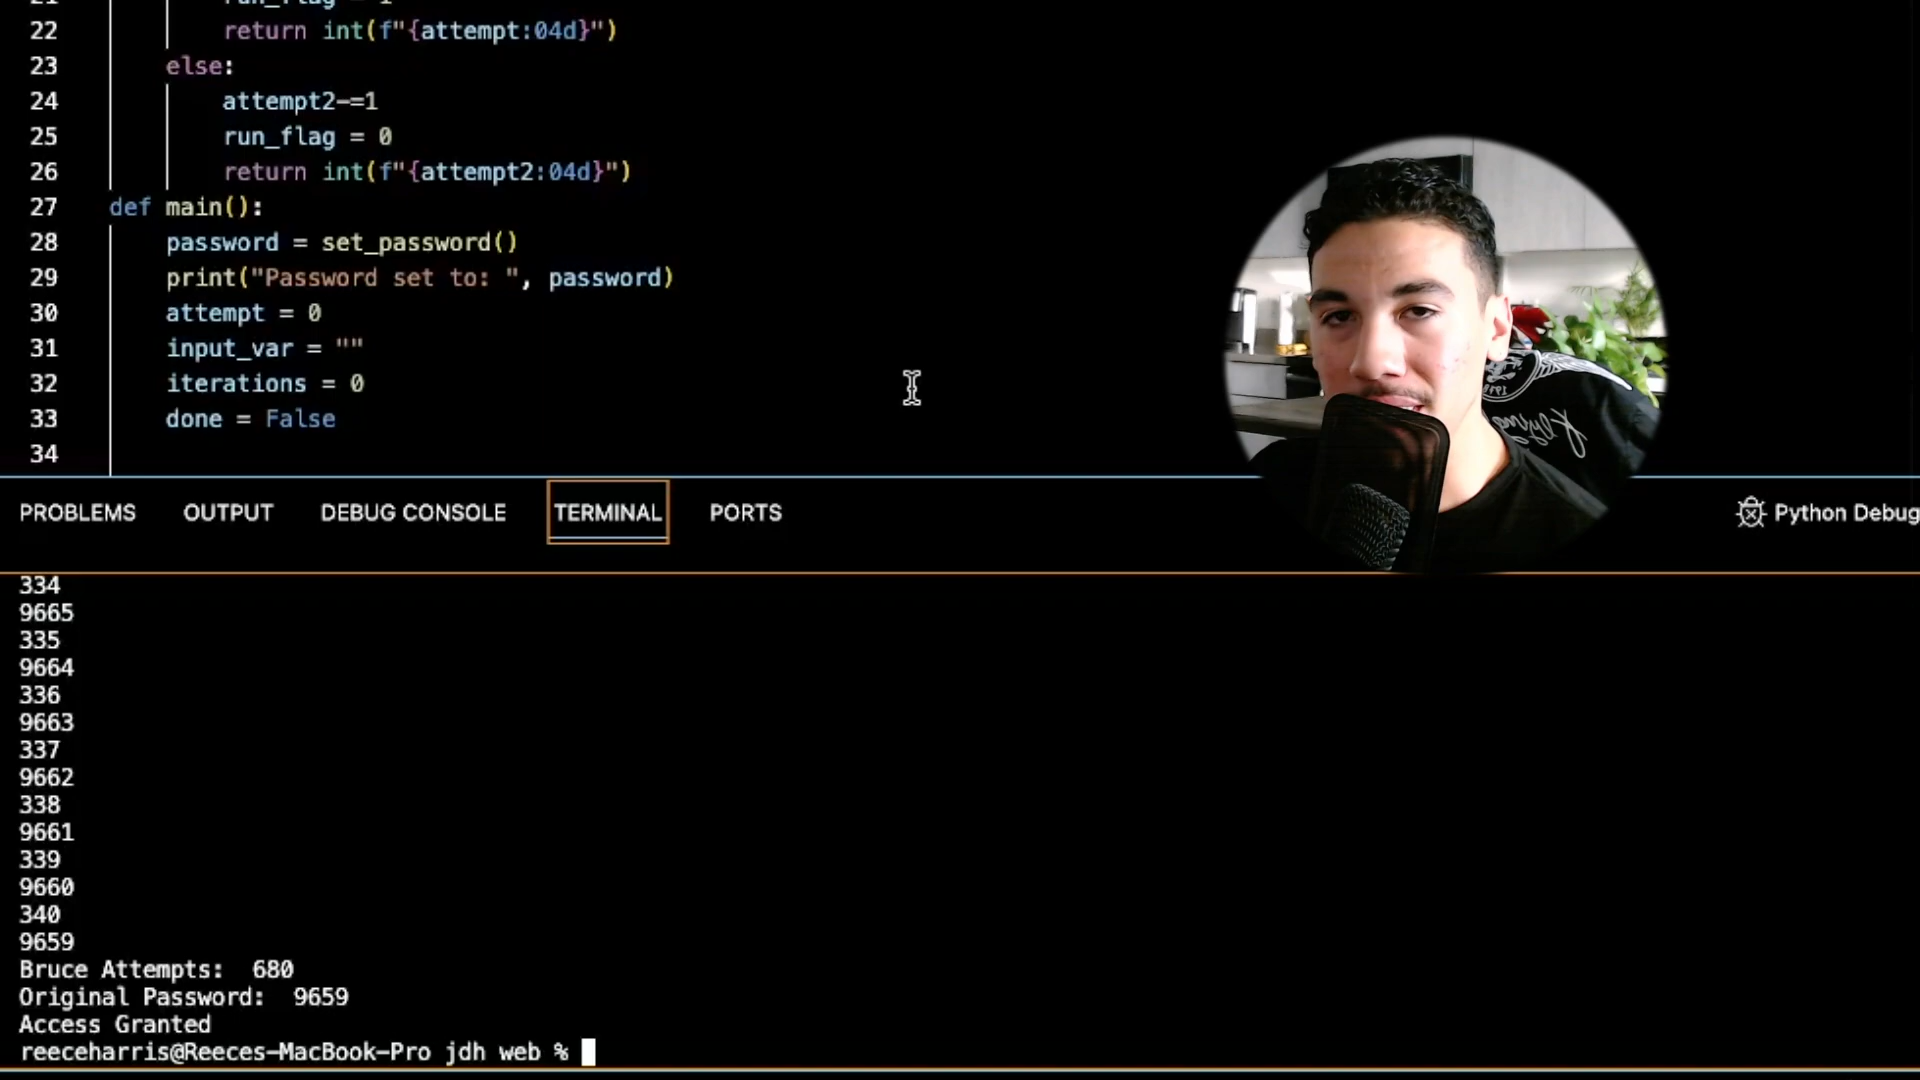 21 run_flag = 1
22 return int(f"{attempt:04d}")
23 else:
24 attempt2-=1
25 run_flag = 0
26 return int(f"{attempt2:04d}")
27 def main():
28 password = set_password()
29 print("Password set to: ", password)
30 attempt = 0
31 input_var = ""
32 iterations = 0
33 done = False
34
PROBLEMS OUTPUT DEBUG CONSOLE TERMINAL PORTS Python Debug
334
9665
335
9664
336
9663
337
9662
338
9661
339
9660
340
9659
Bruce Attempts:  680
Original Password:  9659
Access Granted
reeceharris@Reeces-MacBook-Pro jdh web %